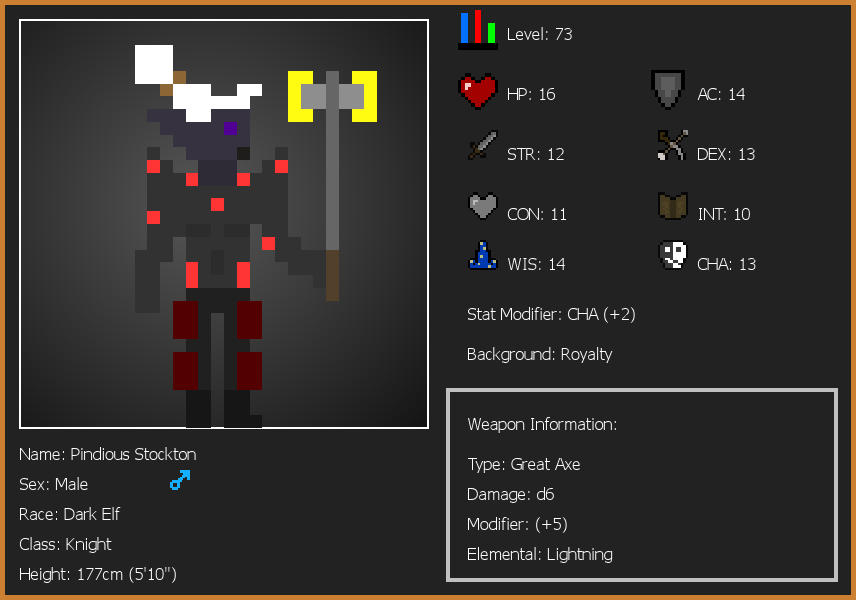 Level: 73
HP: 16
AC: 14
STR: 12
DEX: 13
CON: 11
INT: 10
WIS: 14
CHA: 13
Stat Modifier: CHA (+2)
Background: Royalty
Weapon Information:
Type: Great Axe
Damage: d6
Modifier: (+5)
Elemental: Lightning
Name: Pindious Stockton
Sex: Male
Race: Dark Elf
Class: Knight
Height: 177cm (5'10")